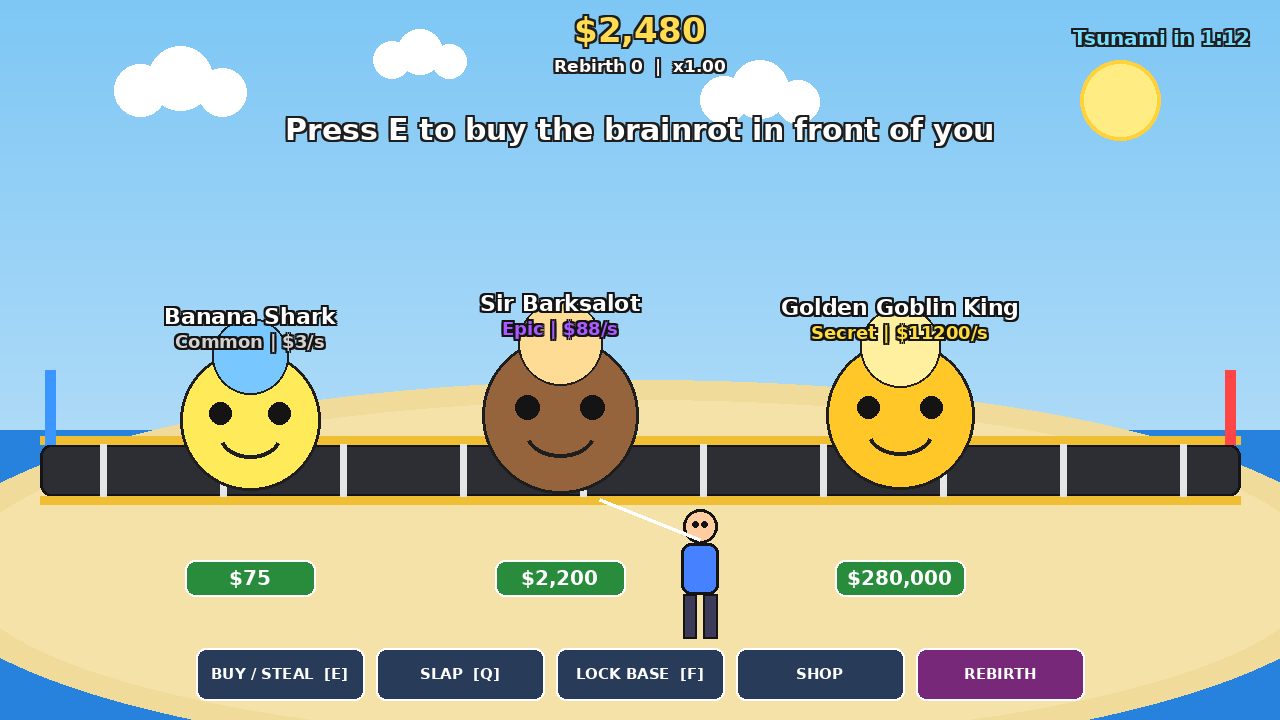 $2,480
Tsunami in 1:12
Rebirth 0 | x1.00
Press E to buy the brainrot in front of you
Banana Shark
Common | $3/s
Sir Barksalot
Epic | $88/s
Golden Goblin King
Secret | $11200/s
$75
$2,200
$280,000
BUY / STEAL [E]
SLAP [Q]
LOCK BASE [F]
SHOP
REBIRTH